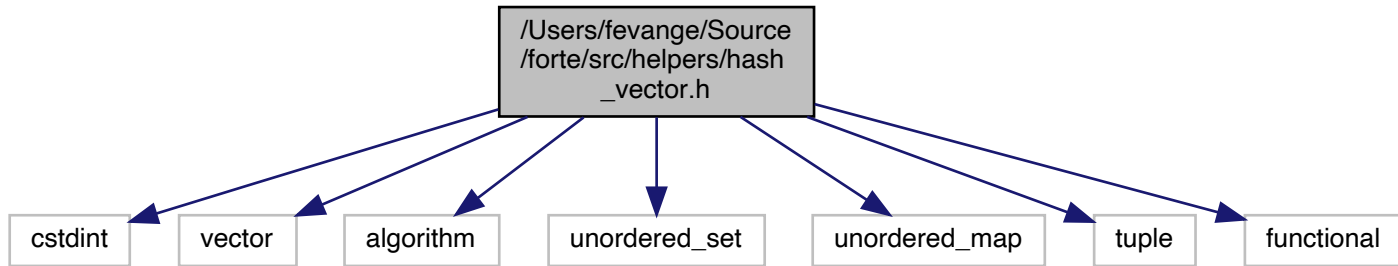 /Users/fevange/Source
/forte/src/helpers/hash
_vector.h
cstdint
vector
algorithm
unordered_set
unordered_map
tuple
functional